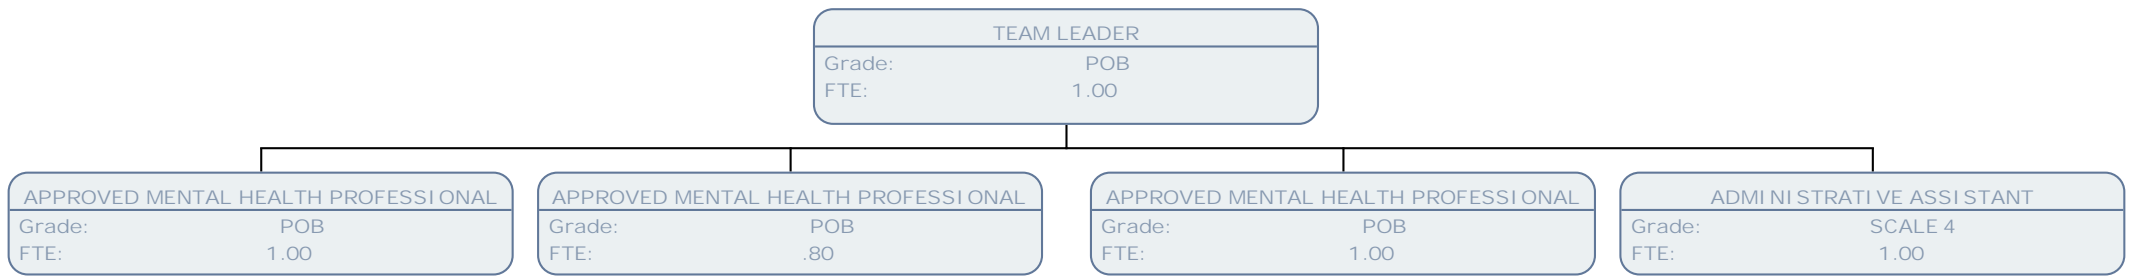 TEAM LEADER
Grade: POB
FTE: 1.00
APPROVED MENTAL HEALTH PROFESSIONAL
Grade: POB
FTE: 1.00
APPROVED MENTAL HEALTH PROFESSIONAL
Grade: POB
FTE: .80
APPROVED MENTAL HEALTH PROFESSIONAL
Grade: POB
FTE: 1.00
ADMINISTRATIVE ASSISTANT
Grade: SCALE 4
FTE: 1.00